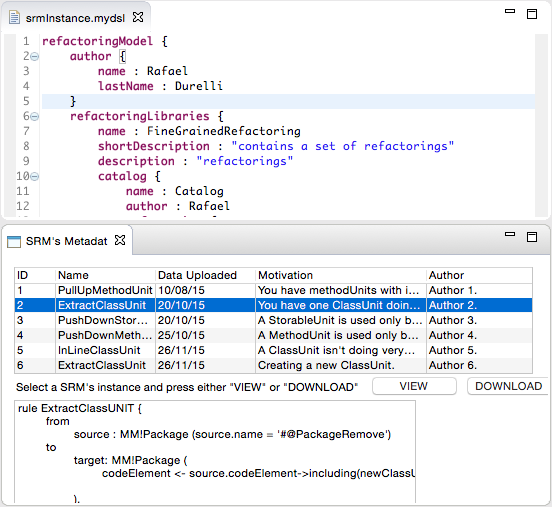 srmInstance.mydsl
1 refactoringModel {
2 author {
3 name : Rafael
4 lastName : Durelli
5 }
6 refactoringLibraries {
7 name : FineGrainedRefactoring
8 shortDescription : "contains a set of refactorings"
9 description : "refactorings"
10 catalog {
11 name : Catalog
12 author : Rafael
SRM's Metadat
ID Name Data Uploaded Motivation Author
1 PullUpMethodUnit 10/08/15 You have methodUnits with i... Author 1.
2 ExtractClassUnit 20/10/15 You have one ClassUnit doin... Author 2.
3 PushDownStor... 20/10/15 A StorableUnit is used only b... Author 3.
4 PushDownMeth... 25/10/15 A MethodUnit is used only b... Author 4.
5 InLineClassUnit 26/11/15 A ClassUnit isn't doing very... Author 5.
6 ExtractClassUnit 26/11/15 Creating a new ClassUnit. Author 6.
Select a SRM's instance and press either "VIEW" or "DOWNLOAD" VIEW DOWNLOAD
rule ExtractClassUNIT {
from
source : MM!Package (source.name = '#@PackageRemove')
to
target: MM!Package (
codeElement <- source.codeElement->including(newClassU
),